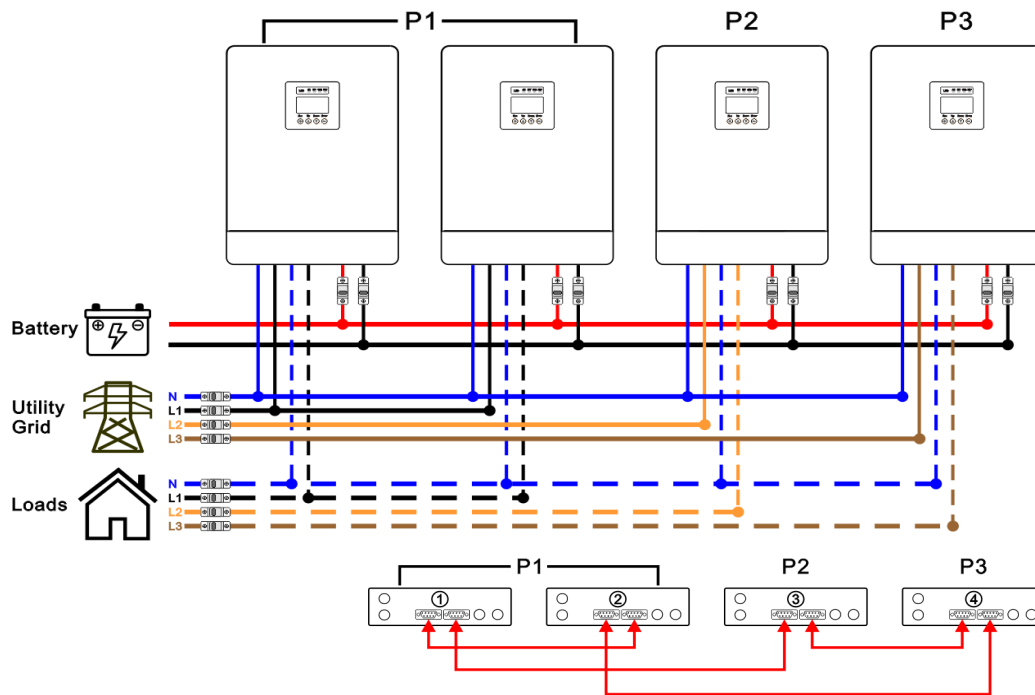 P1 P2 P3
Battery
Utility Grid
N
L1
L2
L3
Loads
N
L1
L2
L3
P1 P2 P3
① ② ③ ④